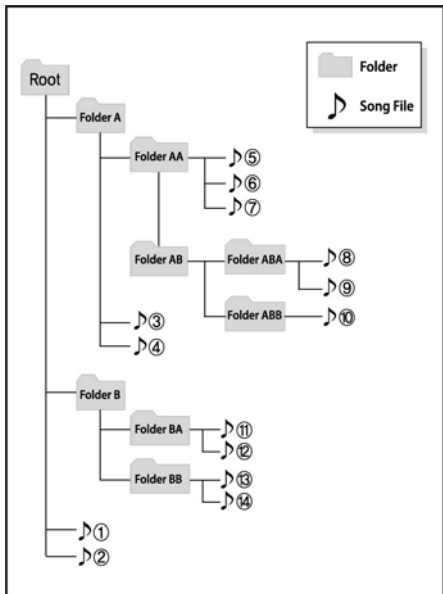 Root
Folder
Song File
Folder A
Folder AA
⑤
⑥
⑦
Folder AB
Folder ABA
⑧
⑨
Folder ABB
⑩
③
④
Folder B
Folder BA
⑪
⑫
Folder BB
⑬
⑭
①
②